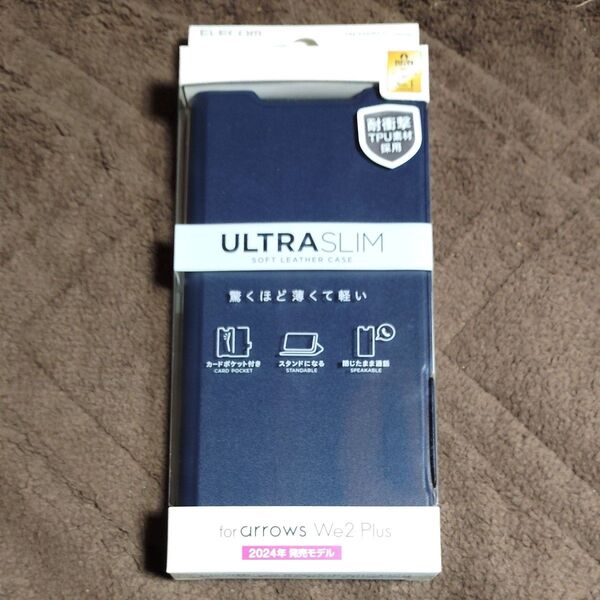 ELECOM
耐衝撃
TPU素材
採用
ULTRASLIM
SOFT LEATHER CASE
驚くほど薄くて軽い
カードポケット付き
CARD POCKET
スタンドになる
STANDABLE
閉じたまま通話
SPEAKABLE
for arrows We2 Plus
2024年 発売モデル